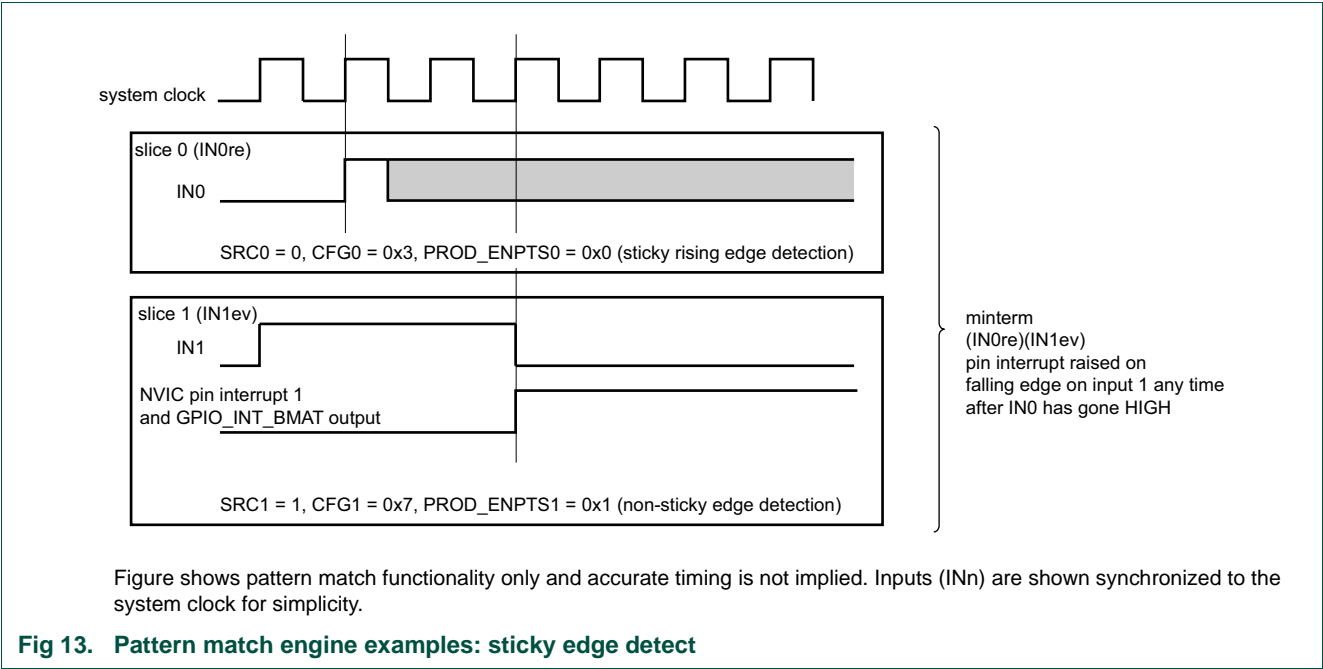 system clock
slice 0 (IN0re)
IN0
SRC0 = 0, CFG0 = 0x3, PROD_ENPTS0 = 0x0 (sticky rising edge detection)
slice 1 (IN1ev)
IN1
NVIC pin interrupt 1
and GPIO_INT_BMAT output
SRC1 = 1, CFG1 = 0x7, PROD_ENPTS1 = 0x1 (non-sticky edge detection)
minterm
(IN0re)(IN1ev)
pin interrupt raised on
falling edge on input 1 any time
after IN0 has gone HIGH
Figure shows pattern match functionality only and accurate timing is not implied. Inputs (INn) are shown synchronized to the
system clock for simplicity.
Fig 13. Pattern match engine examples: sticky edge detect